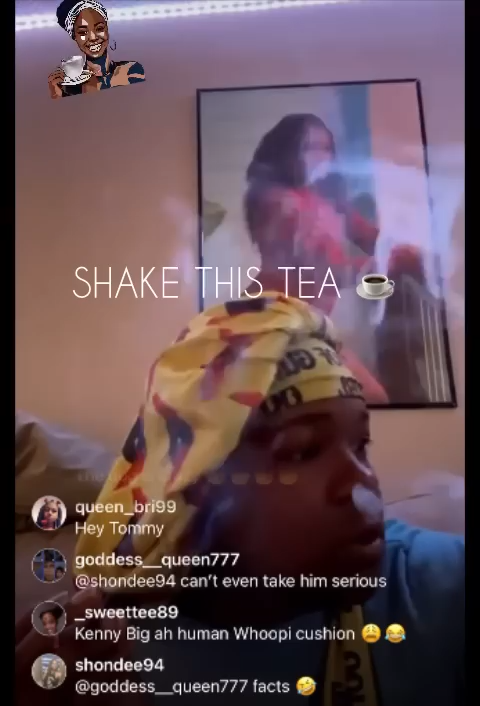 SHAKE THIS TEA ☕
queen_bri99
Hey Tommy
goddess__queen777
@shondee94 can't even take him serious
_sweettee89
Kenny Big ah human Whoopi cushion 😩😂
shondee94
@goddess__queen777 facts 🤣